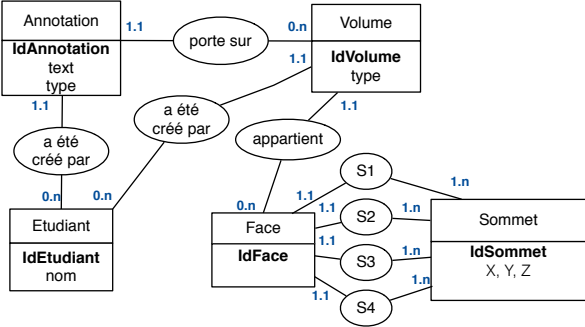 Annotation
IdAnnotation
text
type
1.1
porte sur
0.n
Volume
IdVolume
type
1.1
1.1
1.1
a été
créé par
a été
créé par
appartient
0.n
0.n
0.n
Etudiant
IdEtudiant
nom
Face
IdFace
1.1
S1
1.n
1.1
S2
1.n
1.1
S3
1.n
1.1
S4
1.n
Sommet
IdSommet
X, Y, Z